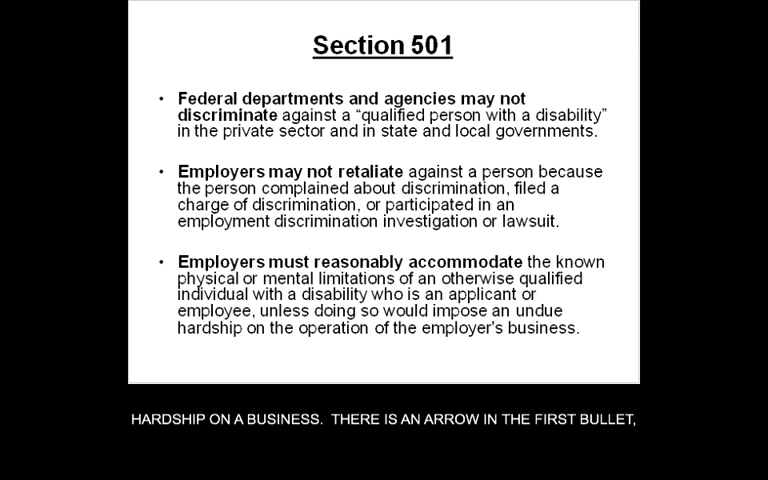 Section 501
• Federal departments and agencies may not
discriminate against a “qualified person with a disability”
in the private sector and in state and local governments.
• Employers may not retaliate against a person because
the person complained about discrimination, filed a
charge of discrimination, or participated in an
employment discrimination investigation or lawsuit.
• Employers must reasonably accommodate the known
physical or mental limitations of an otherwise qualified
individual with a disability who is an applicant or
employee, unless doing so would impose an undue
hardship on the operation of the employer's business.
HARDSHIP ON A BUSINESS.  THERE IS AN ARROW IN THE FIRST BULLET,